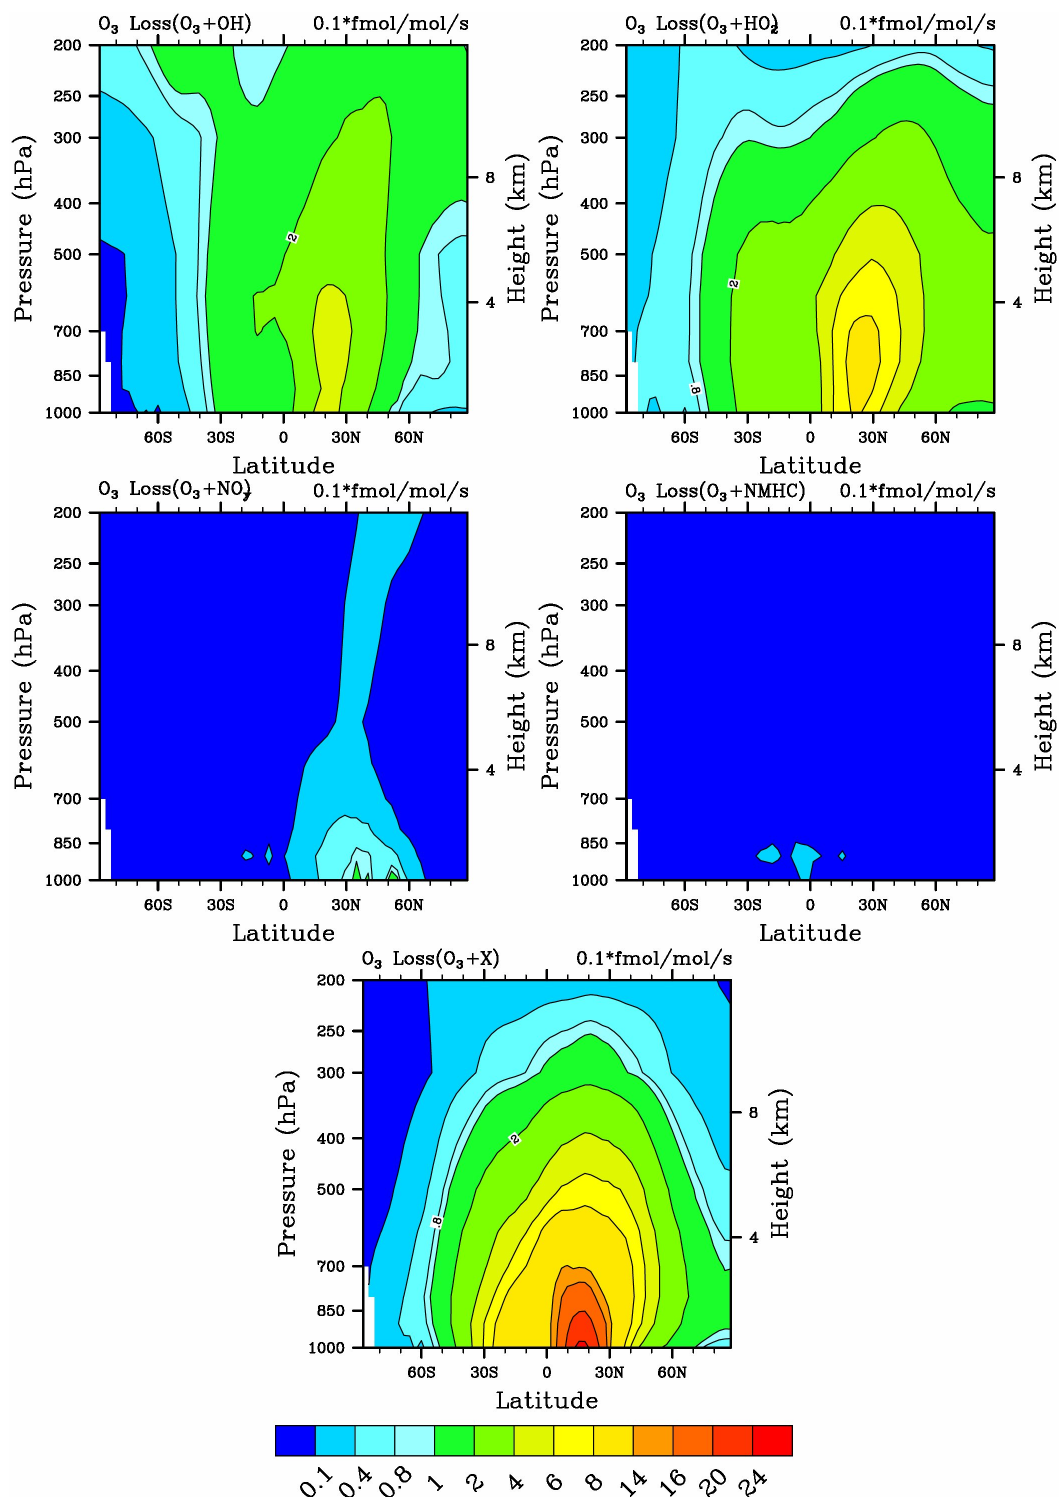 O₃ Loss(O₃+OH) 0.1*fmol/mol/s
200
250
300
400
500
700
850
1000
Pressure (hPa)
8
4
Height (km)
2
60S 30S 0 30N 60N
Latitude
O₃ Loss(O₃+HO₂) 0.1*fmol/mol/s
200
250
300
400
500
700
850
1000
Pressure (hPa)
8
4
Height (km)
2
.8
60S 30S 0 30N 60N
Latitude
O₃ Loss(O₃+NOy) 0.1*fmol/mol/s
200
250
300
400
500
700
850
1000
Pressure (hPa)
8
4
Height (km)
60S 30S 0 30N 60N
Latitude
O₃ Loss(O₃+NMHC) 0.1*fmol/mol/s
200
250
300
400
500
700
850
1000
Pressure (hPa)
8
4
Height (km)
60S 30S 0 30N 60N
Latitude
O₃ Loss(O₃+X) 0.1*fmol/mol/s
200
250
300
400
500
700
850
1000
Pressure (hPa)
8
4
Height (km)
2
.8
60S 30S 0 30N 60N
Latitude
0.1 0.4 0.8 1 2 4 6 8 14 16 20 24